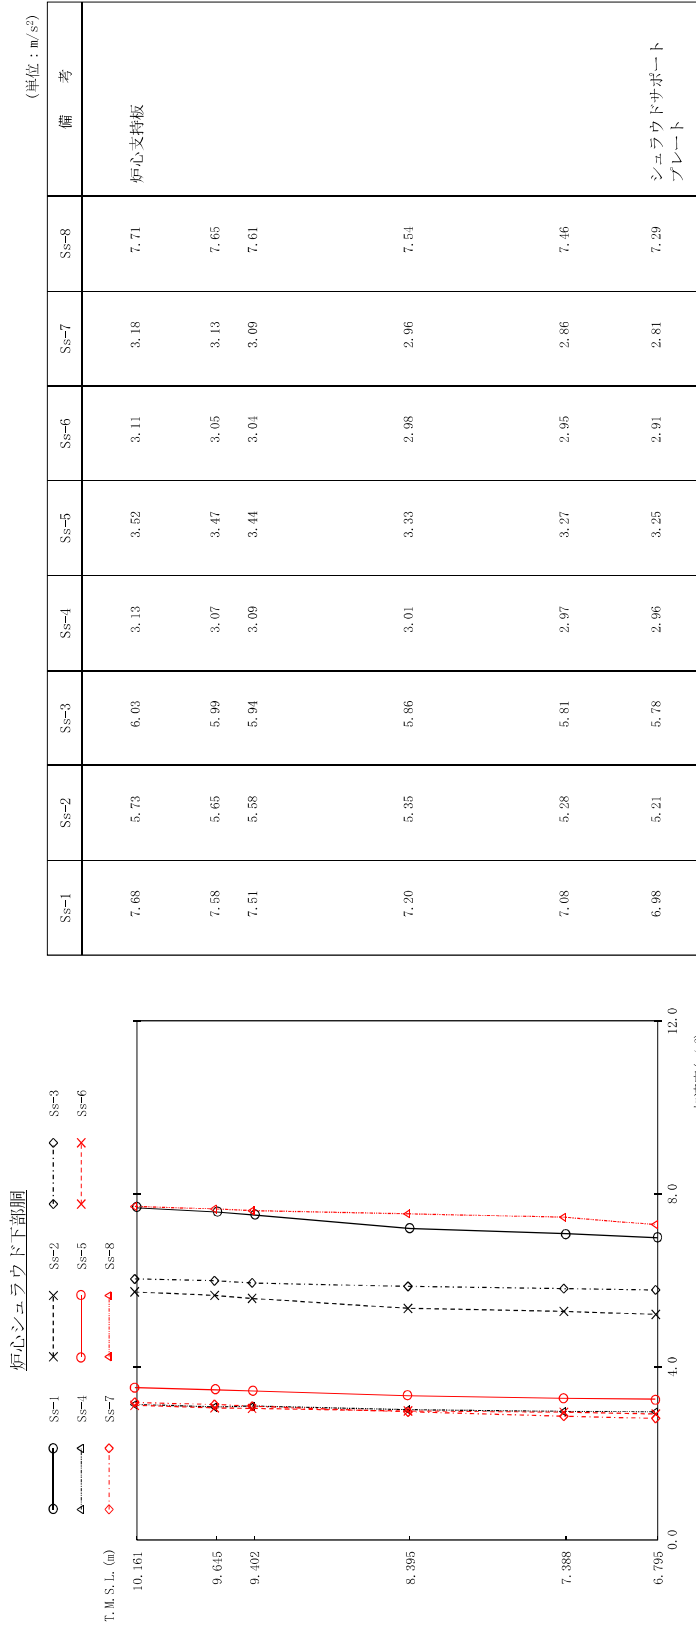 炉心シュラウド下部胴
Ss-1 Ss-2 Ss-3
Ss-4 Ss-5 Ss-6
Ss-7 Ss-8
T.M.S.L.(m)
10.161
9.645
9.402
8.395
7.388
6.795
0.0 4.0 8.0 12.0
(単位：m/s²)
Ss-1 Ss-2 Ss-3 Ss-4 Ss-5 Ss-6 Ss-7 Ss-8 備 考
7.68 5.73 6.03 3.13 3.52 3.11 3.18 7.71 炉心支持板
7.58 5.65 5.99 3.07 3.47 3.05 3.13 7.65
7.51 5.58 5.94 3.09 3.44 3.04 3.09 7.61
7.20 5.35 5.86 3.01 3.33 2.98 2.96 7.54
7.08 5.28 5.81 2.97 3.27 2.95 2.86 7.46
6.98 5.21 5.78 2.96 3.25 2.91 2.81 7.29 シュラウドサポート
プレート